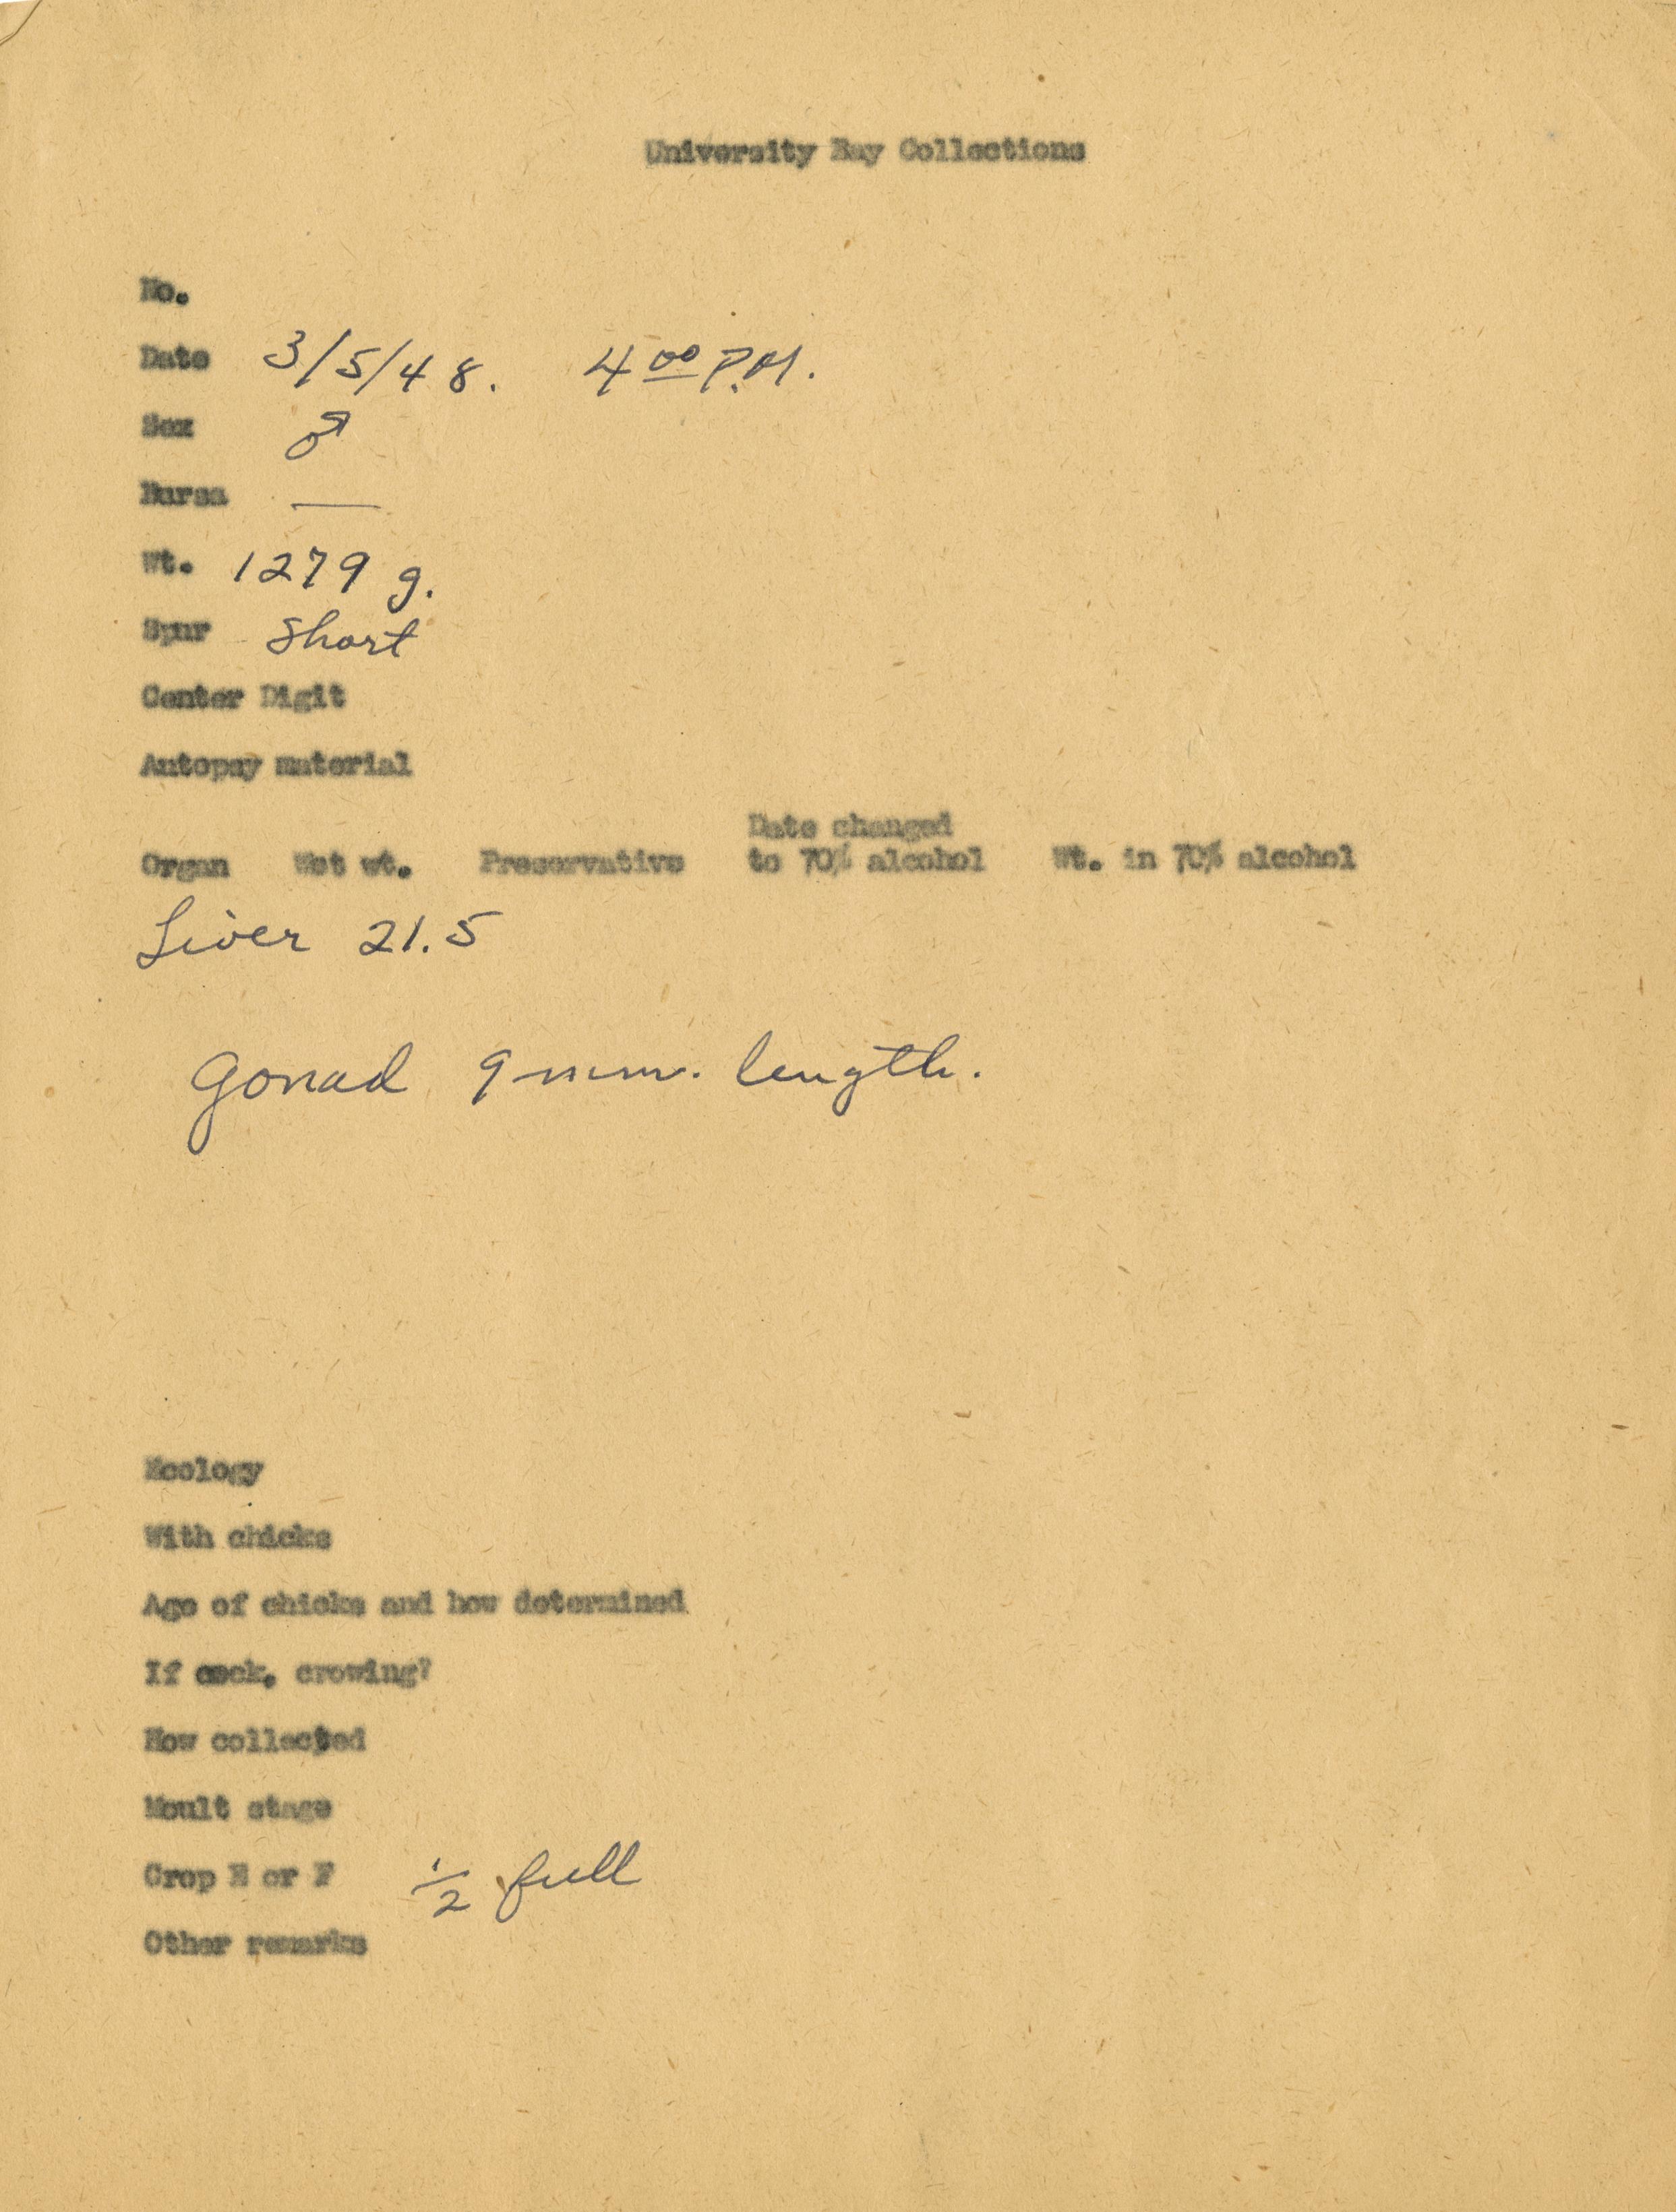 University Bay Collections
No.
Date 3/5/48. 4 00 P.M.
Sex ♂
Bursa —
Wt. 1279 g.
Spur Short
Center Digit
Autopsy material
Date changed
Organ Wet wt. Preservative to 70% alcohol Wt. in 70% alcohol
Liver 21.5
Gonad 9 mm. length.
Ecology
With chicks
Age of chicks and how determined
If cock, crowing?
How collected
Moult stage
Crop E or F 1/2 full
Other remarks